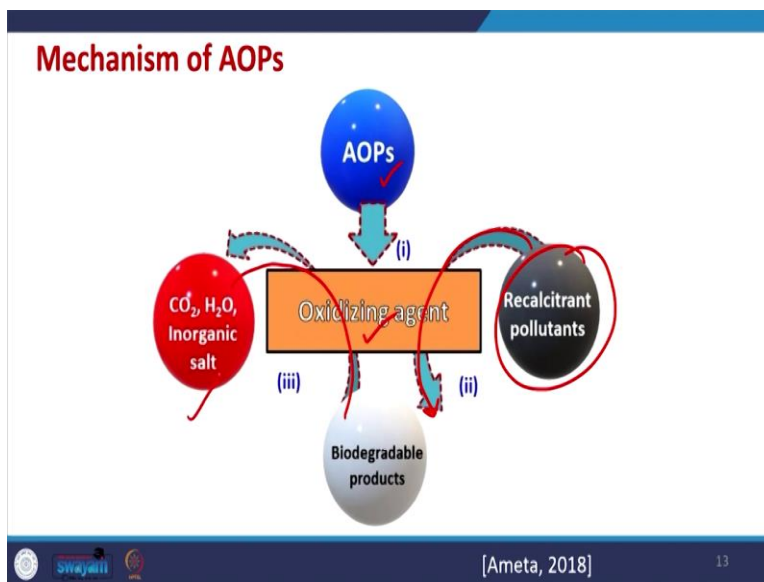 Mechanism of AOPs
AOPs
(i)
CO₂, H₂O,
Inorganic
salt
Oxidizing agent
Recalcitrant
pollutants
(iii)
(ii)
Biodegradable
products
swayam
[Ameta, 2018]
13